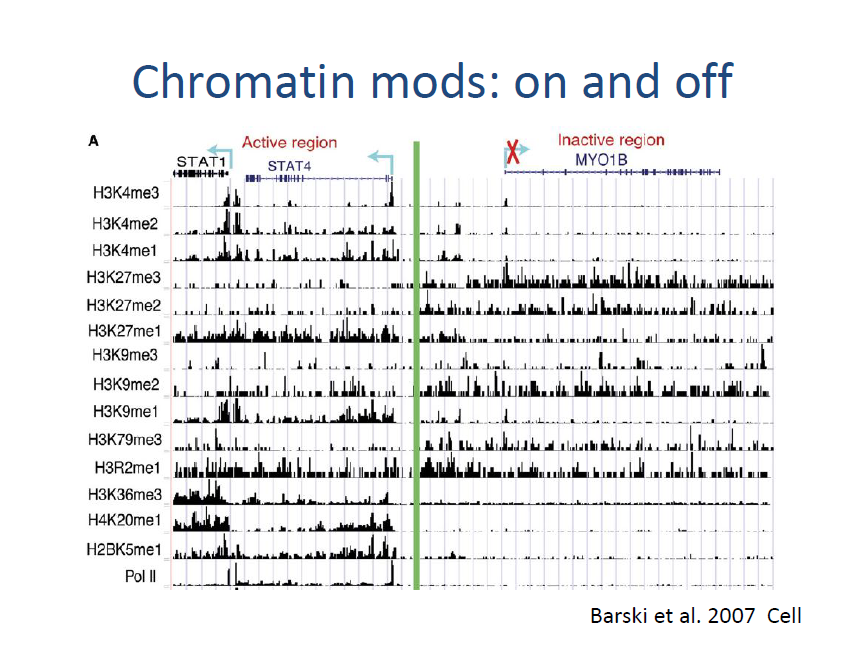 Chromatin mods: on and off
A
Active region
Inactive region
STAT1
STAT4
X
MYO1B
H3K4me3
H3K4me2
H3K4me1
H3K27me3
H3K27me2
H3K27me1
H3K9me3
H3K9me2
H3K9me1
H3K79me3
H3R2me1
H3K36me3
H4K20me1
H2BK5me1
Pol II
Barski et al. 2007 Cell